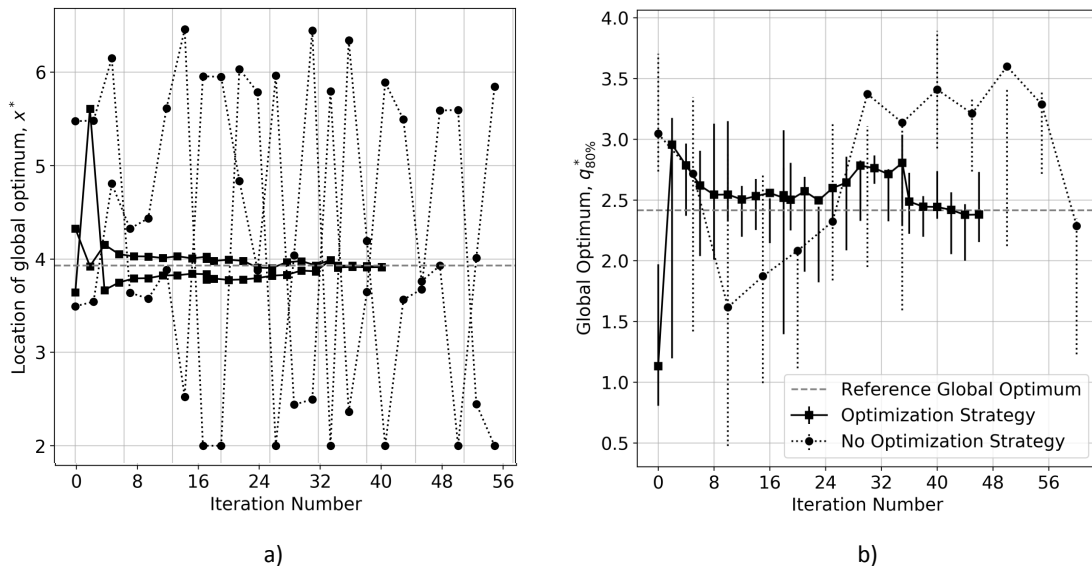 Location of global optimum, x*
6
5
4
3
2
0 8 16 24 32 40 48 56
Iteration Number
a)
Global Optimum, q*80%
4.0
3.5
3.0
2.5
2.0
1.5
1.0
0.5
Reference Global Optimum
Optimization Strategy
No Optimization Strategy
0 8 16 24 32 40 48 56
Iteration Number
b)